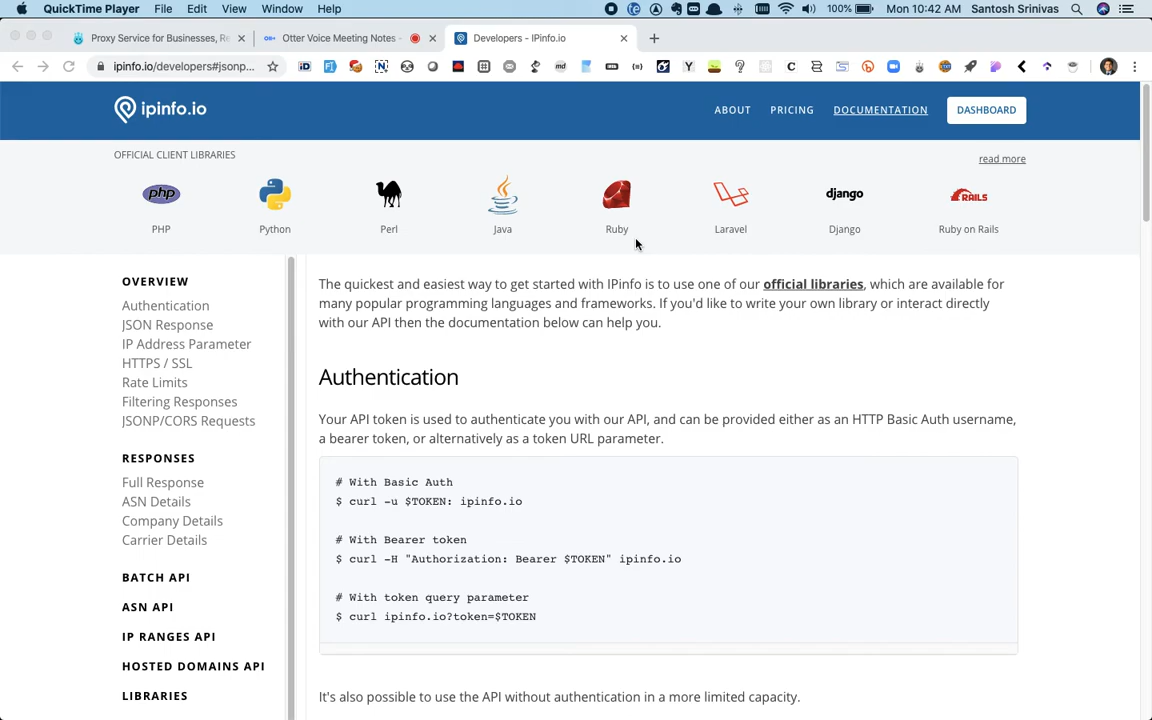 QuickTime Player File Edit View Window Help 100% Mon 10:42 AM Santosh Srinivas
Proxy Service for Businesses, Re Otter Voice Meeting Notes - Developers - IPinfo.io
ipinfo.io/developers#jsonp...
ipinfo.io
ABOUT PRICING DOCUMENTATION DASHBOARD
OFFICIAL CLIENT LIBRARIES read more
php django RAILS
PHP Python Perl Java Ruby Laravel Django Ruby on Rails
OVERVIEW
Authentication
JSON Response
IP Address Parameter
HTTPS / SSL
Rate Limits
Filtering Responses
JSONP/CORS Requests
RESPONSES
Full Response
ASN Details
Company Details
Carrier Details
BATCH API
ASN API
IP RANGES API
HOSTED DOMAINS API
LIBRARIES
The quickest and easiest way to get started with IPinfo is to use one of our official libraries, which are available for
many popular programming languages and frameworks. If you'd like to write your own library or interact directly
with our API then the documentation below can help you.
Authentication
Your API token is used to authenticate you with our API, and can be provided either as an HTTP Basic Auth username,
a bearer token, or alternatively as a token URL parameter.
# With Basic Auth
$ curl -u $TOKEN: ipinfo.io
# With Bearer token
$ curl -H "Authorization: Bearer $TOKEN" ipinfo.io
# With token query parameter
$ curl ipinfo.io?token=$TOKEN
It's also possible to use the API without authentication in a more limited capacity.